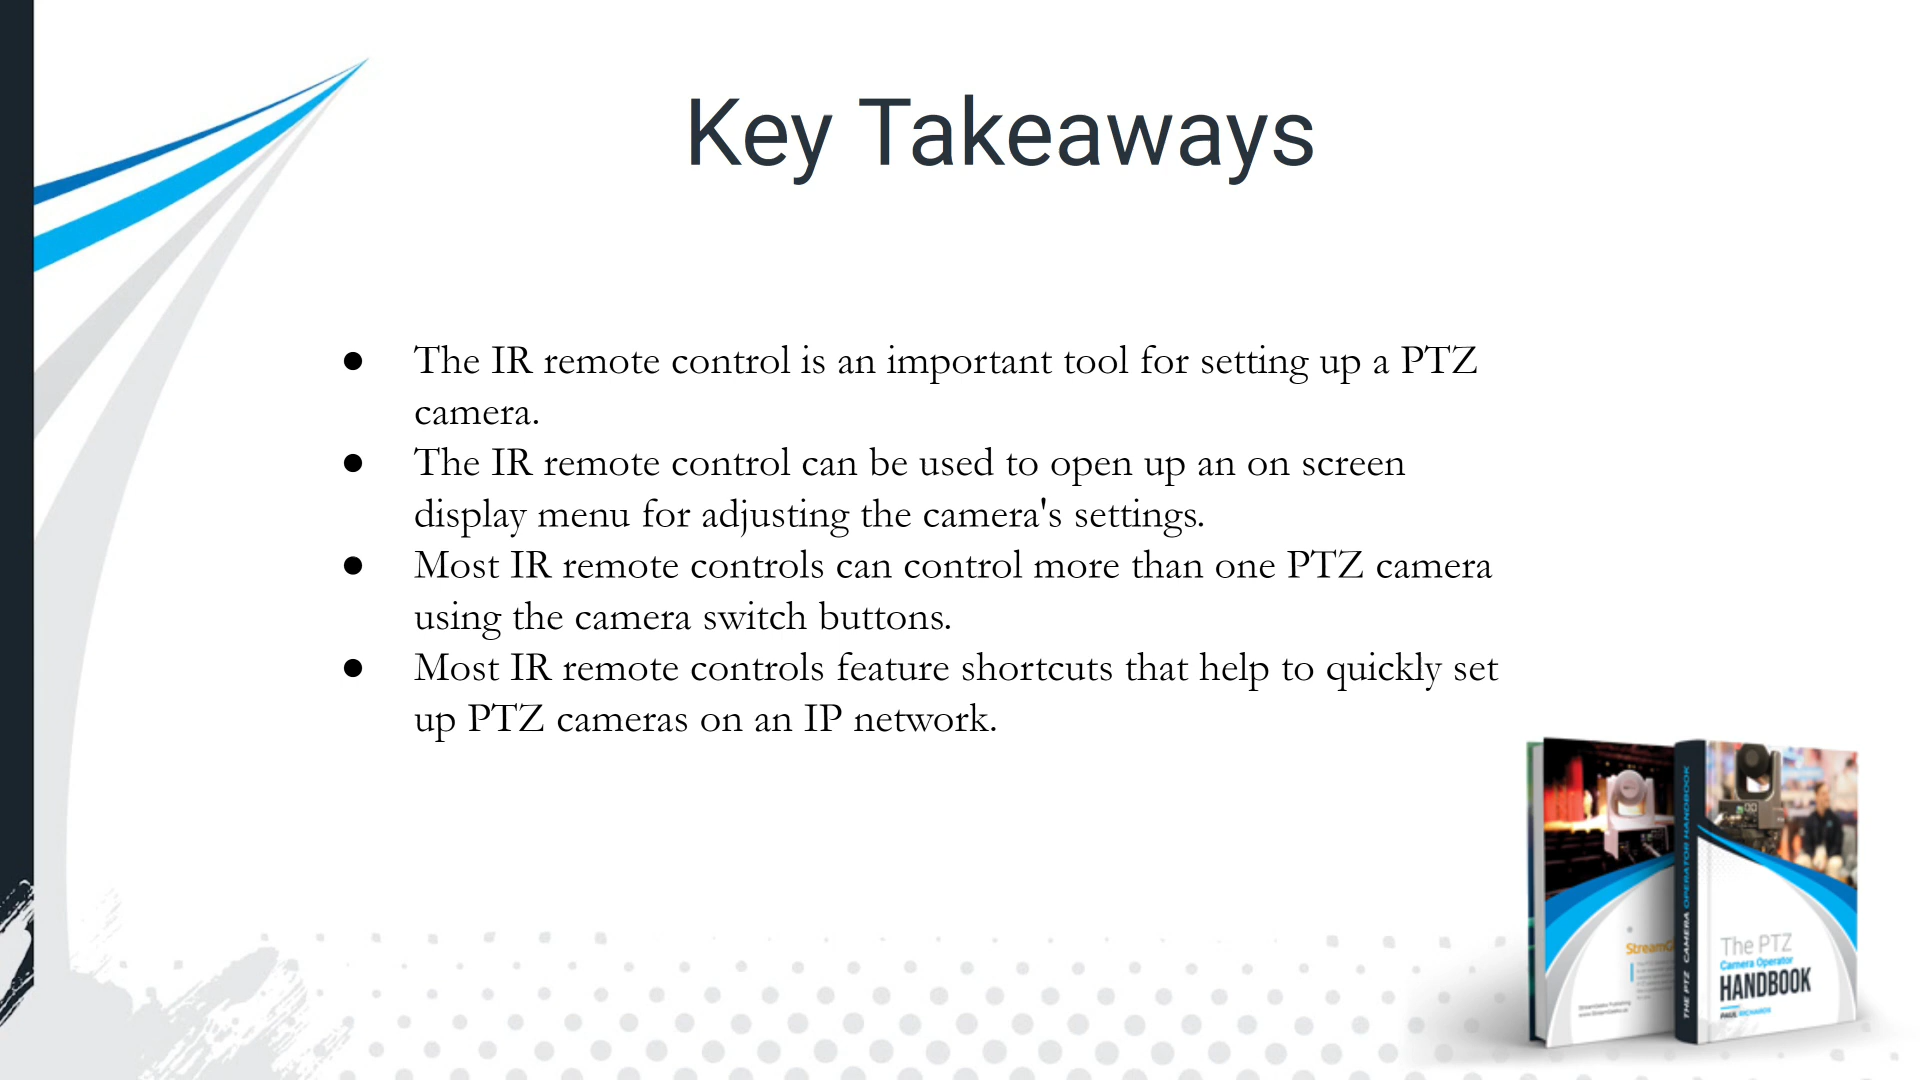 Key Takeaways
● The IR remote control is an important tool for setting up a PTZ
camera.
● The IR remote control can be used to open up an on screen
display menu for adjusting the camera's settings.
● Most IR remote controls can control more than one PTZ camera
using the camera switch buttons.
● Most IR remote controls feature shortcuts that help to quickly set
up PTZ cameras on an IP network.
THE PTZ CAMERA OPERATOR HANDBOOK
The PTZ
Camera Operator
HANDBOOK
PAUL RICHARDS